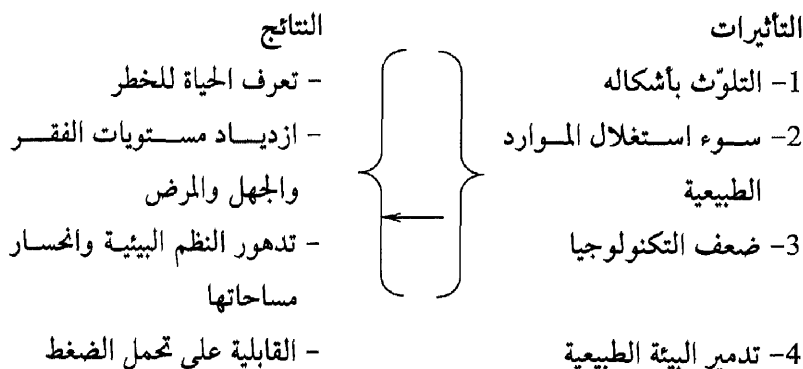 التأثيرات
1- التلوّث بأشكاله
2- سوء استغلال الموارد
الطبيعية
3- ضعف التكنولوجيا
4- تدمير البيئة الطبيعية
النتائج
- تعرف الحياة للخطر
- ازدياد مستويات الفقر
والجهل والمرض
- تدهور النظم البيئية وانحسار
مساحاتها
- القابلية على تحمل الضغط